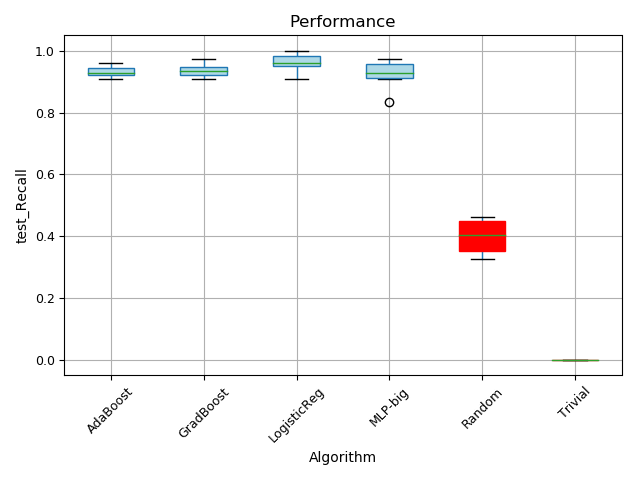 Performance
test_Recall
1.0
0.8
0.6
0.4
0.2
0.0
AdaBoost
GradBoost
LogisticReg
MLP-big
Random
Trivial
Algorithm